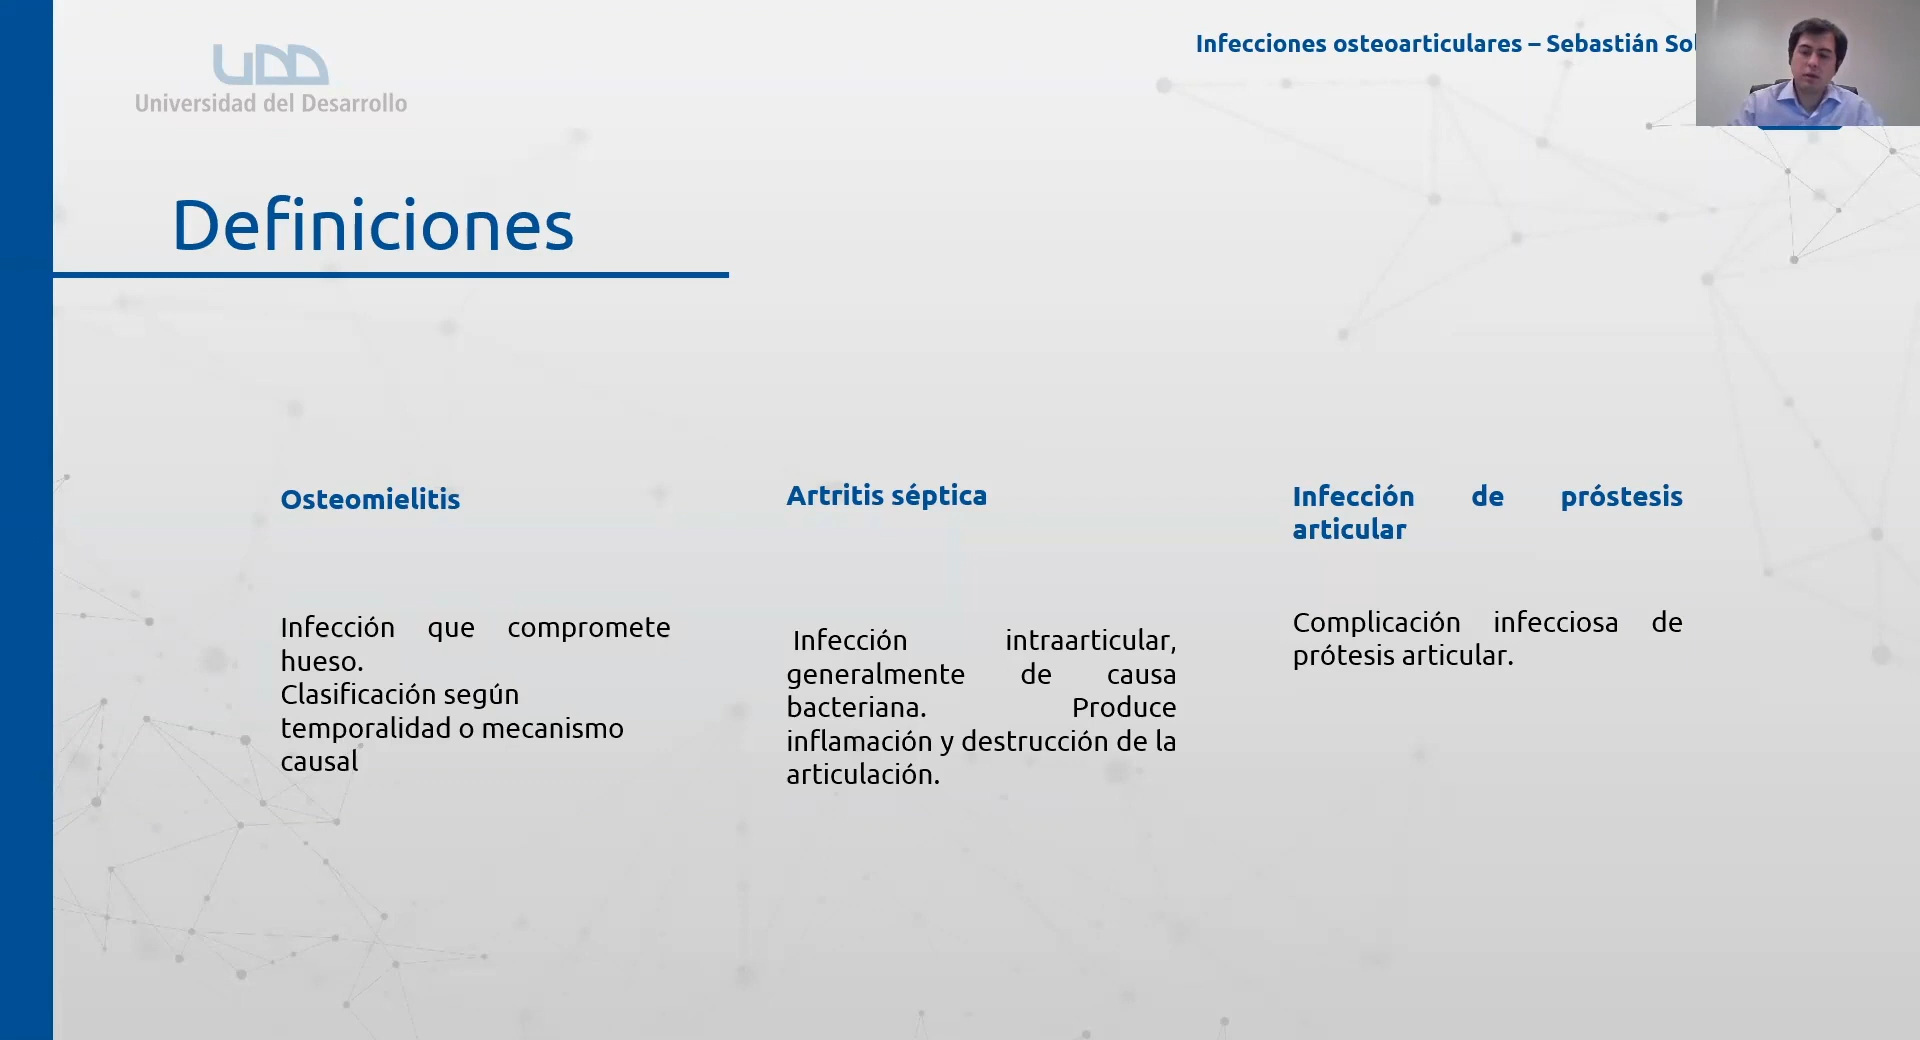 Universidad del Desarrollo
Infecciones osteoarticulares – Sebastián
Definiciones
Osteomielitis
Infección que compromete
hueso.
Clasificación según
temporalidad o mecanismo
causal
Artritis séptica
Infección intraarticular,
generalmente de causa
bacteriana. Produce
inflamación y destrucción de la
articulación.
Infección de próstesis
articular
Complicación infecciosa de
prótesis articular.